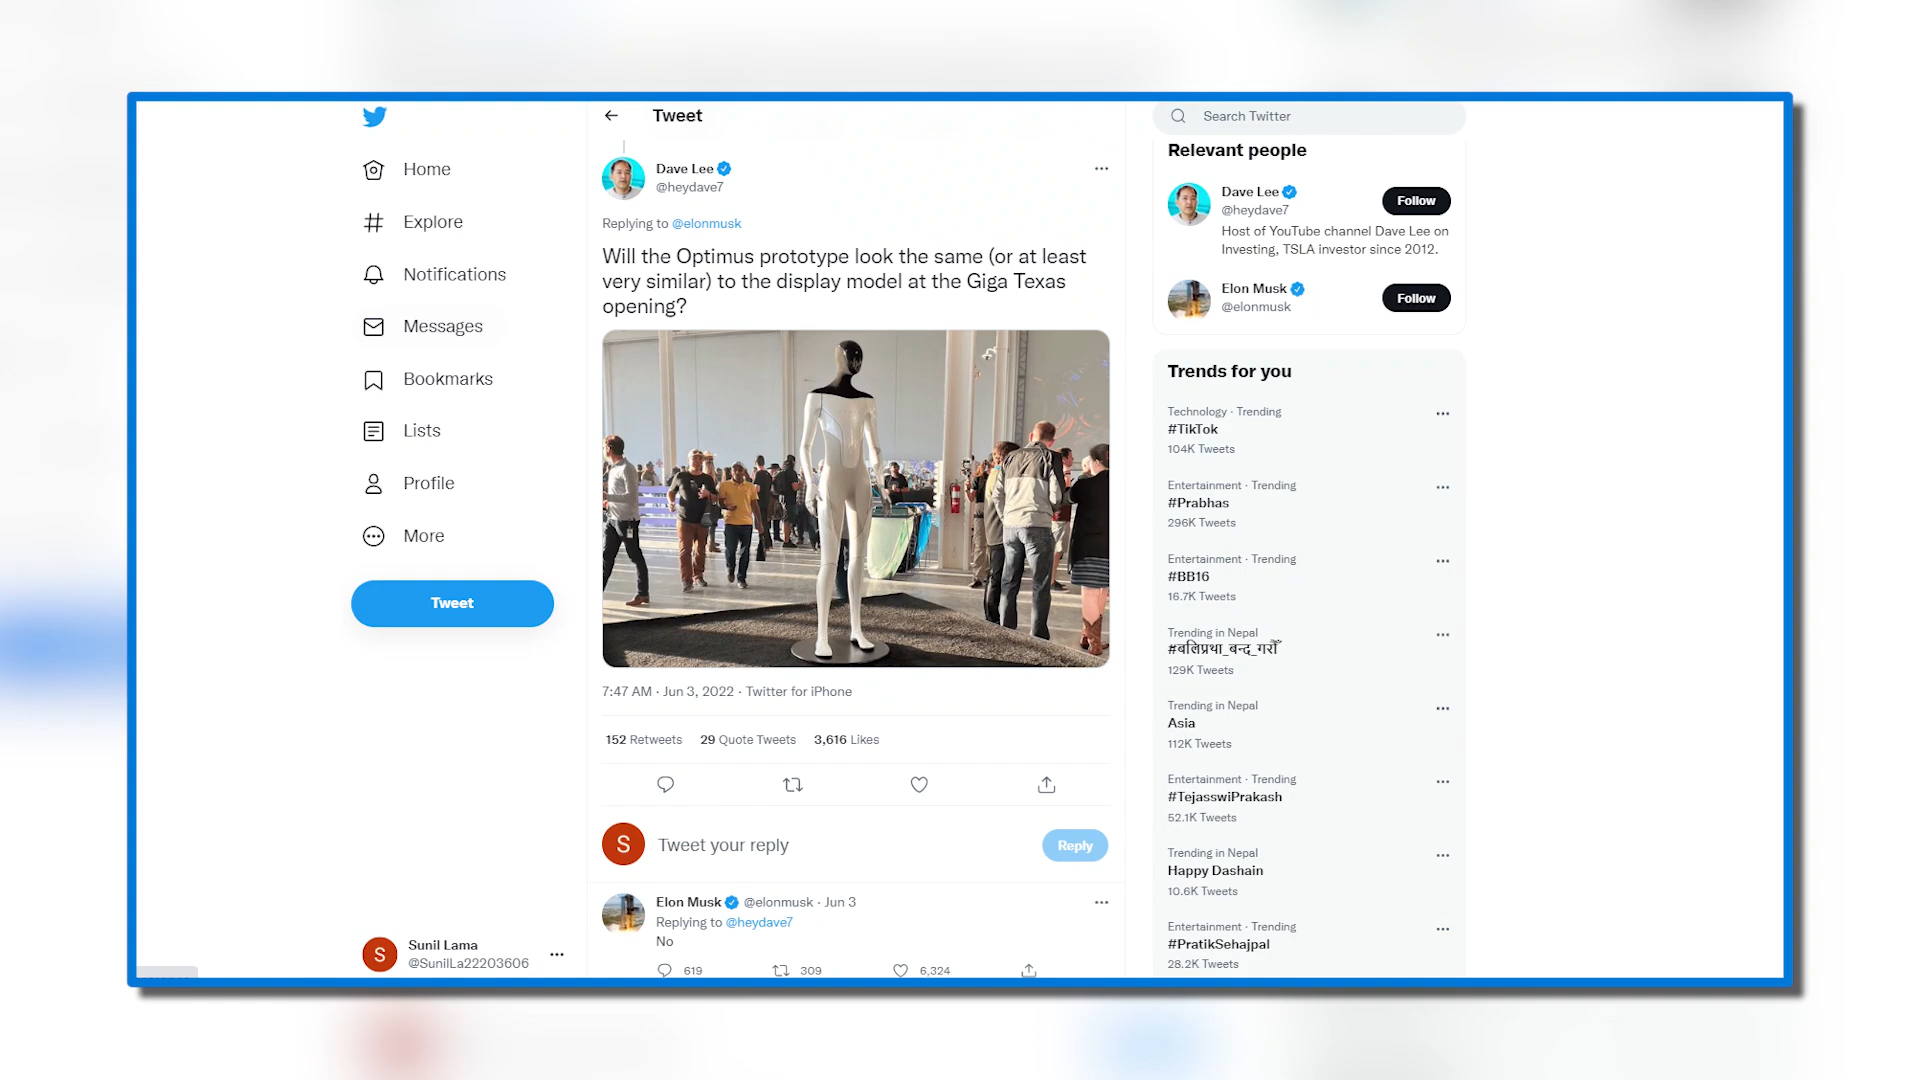 Home
Explore
Notifications
Messages
Bookmarks
Lists
Profile
More
Tweet
Sunil Lama
@SunilLa22203606
Tweet
Dave Lee
@heydave7
Replying to @elonmusk
Will the Optimus prototype look the same (or at least
very similar) to the display model at the Giga Texas
opening?
7:47 AM · Jun 3, 2022 · Twitter for iPhone
152 Retweets 29 Quote Tweets 3,616 Likes
S
Tweet your reply
Reply
Elon Musk @elonmusk · Jun 3
Replying to @heydave7
No
619 309 6,324
S
Search Twitter
Relevant people
Dave Lee
@heydave7
Follow
Host of YouTube channel Dave Lee on
Investing, TSLA investor since 2012.
Elon Musk
@elonmusk
Follow
Trends for you
Technology · Trending
#TikTok
104K Tweets
Entertainment · Trending
#Prabhas
296K Tweets
Entertainment · Trending
#BB16
16.7K Tweets
Trending in Nepal
#बलिप्रथा_बन्द_गरौँ
129K Tweets
Trending in Nepal
Asia
112K Tweets
Entertainment · Trending
#TejasswiPrakash
52.1K Tweets
Trending in Nepal
Happy Dashain
10.6K Tweets
Entertainment · Trending
#PratikSehajpal
28.2K Tweets